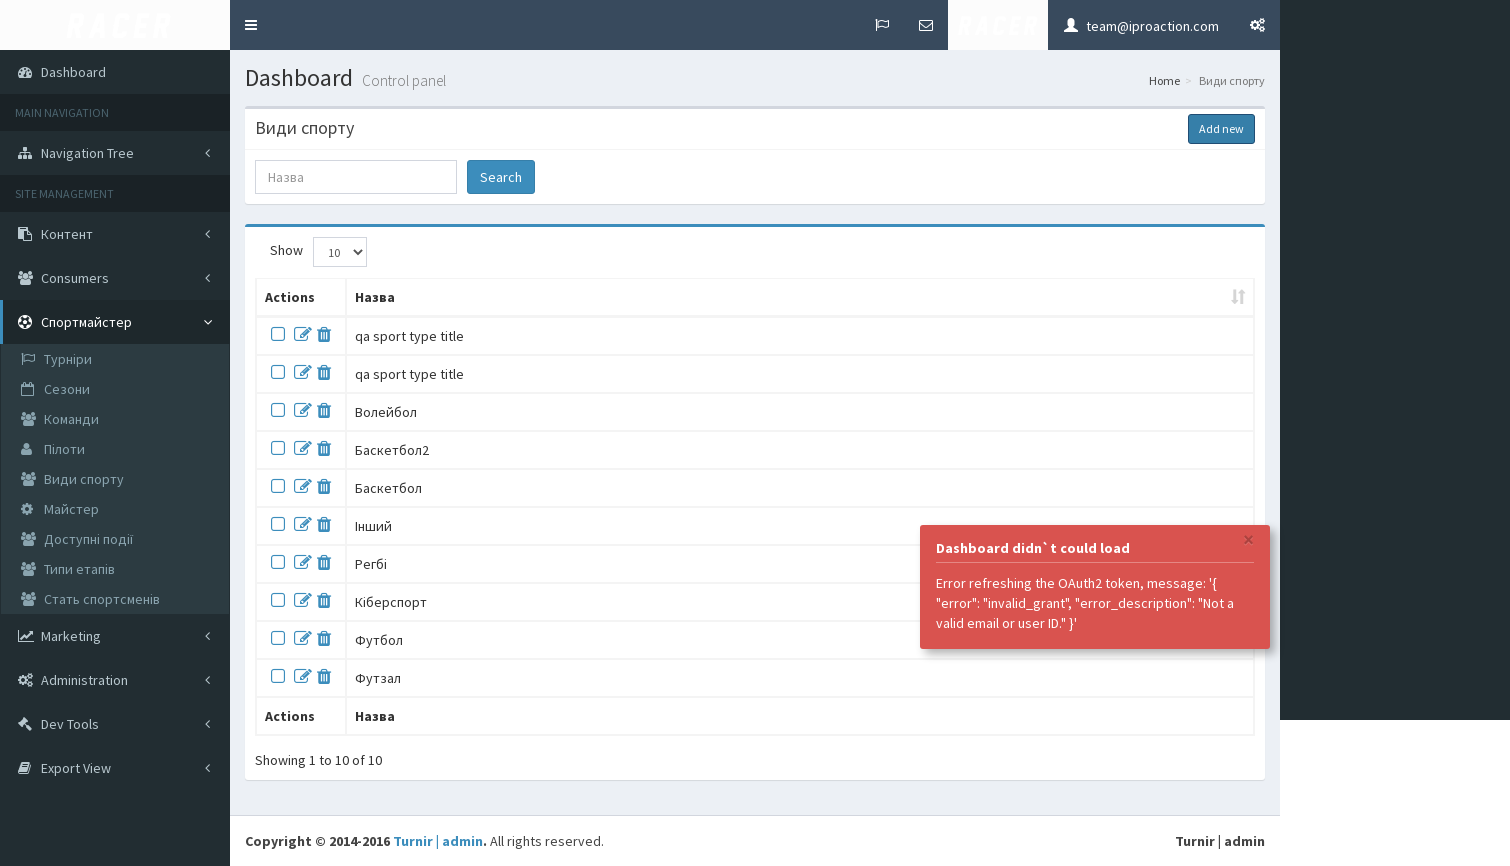 RACER
RACER
team@iproaction.com
Dashboard
MAIN NAVIGATION
Navigation Tree
SITE MANAGEMENT
Контент
Consumers
Спортмайстер
Турніри
Сезони
Команди
Пілоти
Види спорту
Майстер
Доступні події
Типи етапів
Стать спортсменів
Marketing
Administration
Dev Tools
Export View
Dashboard Control panel
Home > Види спорту
Види спорту
Add new
Назва
Search
Show 10
Actions Назва
qa sport type title
qa sport type title
Волейбол
Баскетбол2
Баскетбол
Інший
Регбі
Кіберспорт
Футбол
Футзал
Actions Назва
Showing 1 to 10 of 10
×
Dashboard didn`t could load
Error refreshing the OAuth2 token, message: '{
"error": "invalid_grant", "error_description": "Not a
valid email or user ID." }'
Copyright © 2014-2016 Turnir | admin. All rights reserved.
Turnir | admin